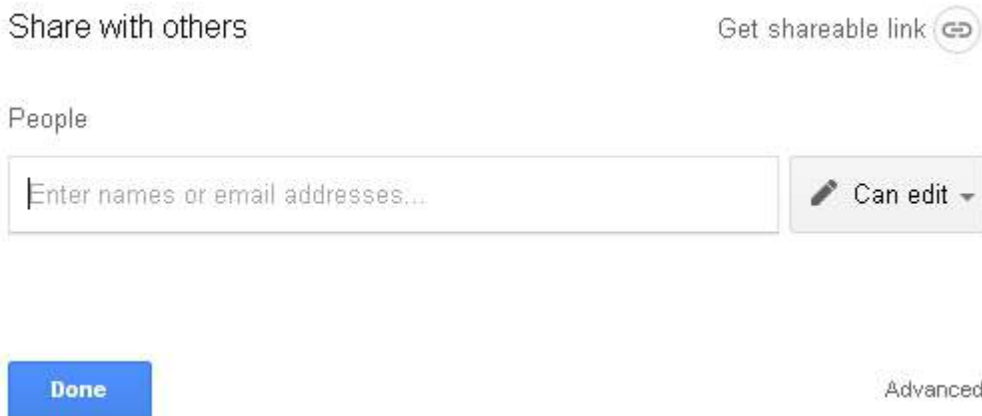 Share with others
Get shareable link
People
Enter names or email addresses...
Can edit
Done
Advanced